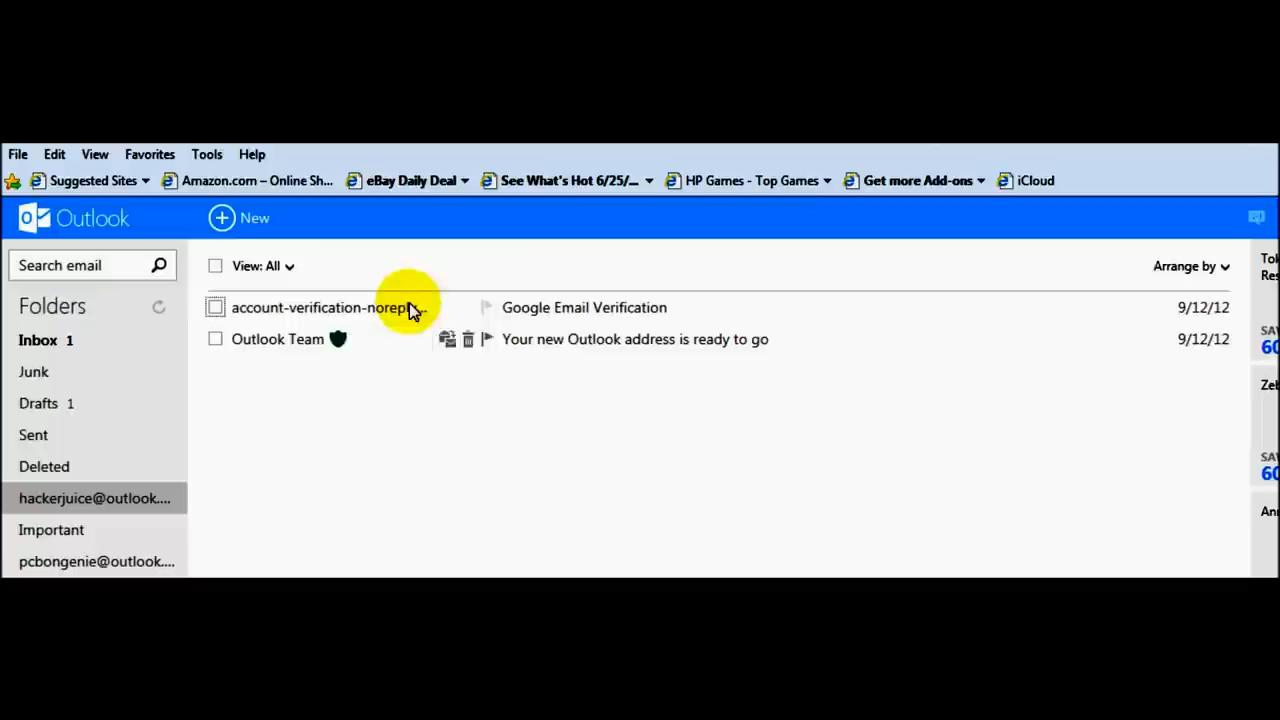 File Edit View Favorites Tools Help
Suggested Sites Amazon.com – Online Sh... eBay Daily Deal See What's Hot 6/25/... HP Games - Top Games Get more Add-ons iCloud
Outlook New
Search email View: All Arrange by
Folders
account-verification-norepl... Google Email Verification 9/12/12
Inbox 1
Outlook Team Your new Outlook address is ready to go 9/12/12
Junk
Drafts 1
Sent
Deleted
hackerjuice@outlook....
Important
pcbongenie@outlook....